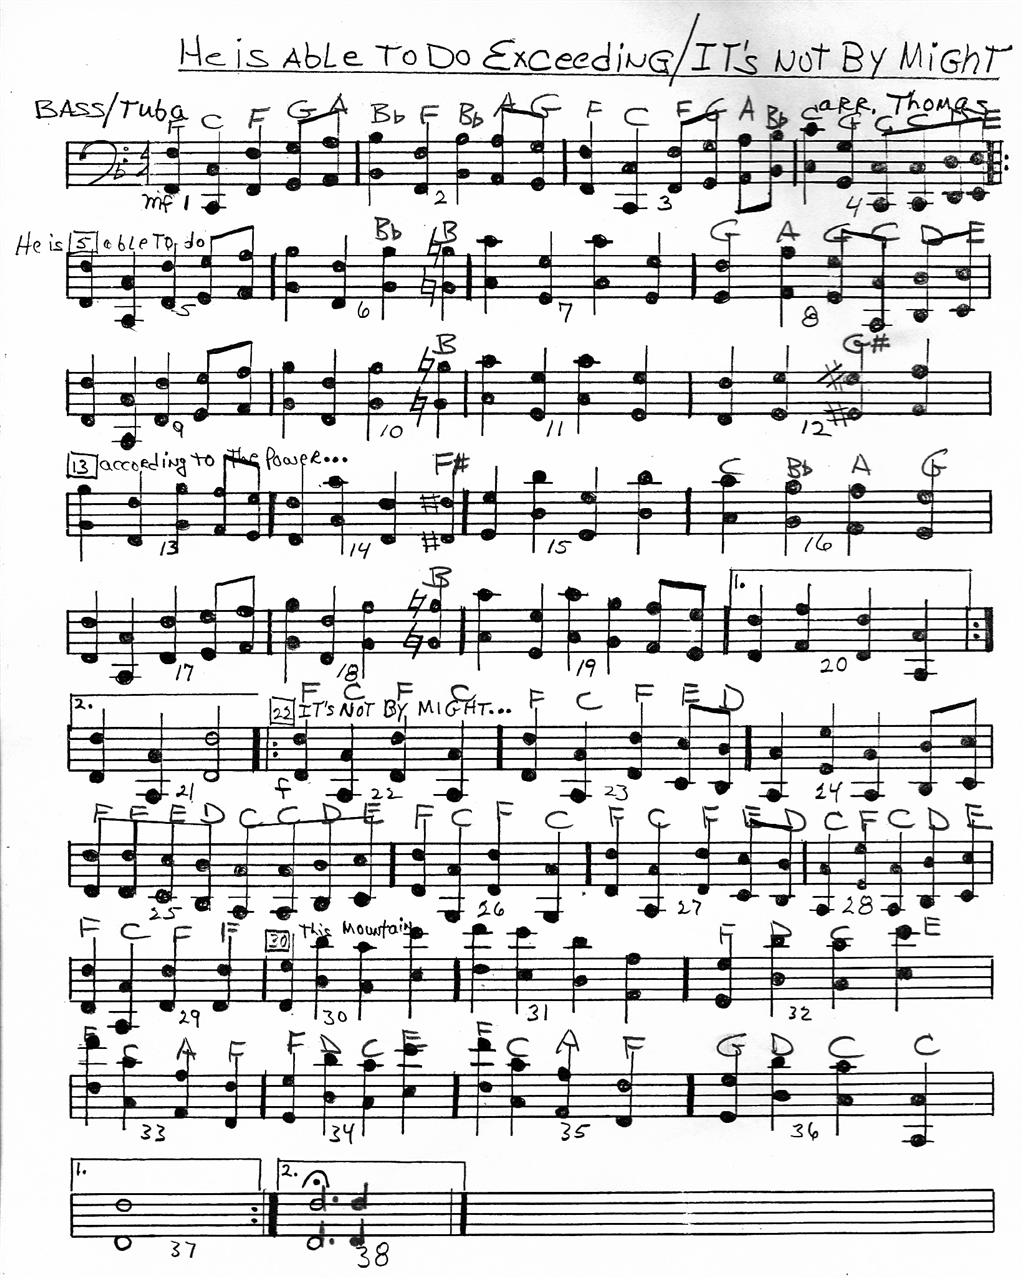 He is Able To Do Exceeding/It's Not By Might
BASS/Tuba arr. Thomas
F C F G A Bb F Bb A G F C F G A Bb C G C C D E
mf 1 2 3 4
He is 5 able To do Bb B G A G C D E
5 6 7 8
B G#
9 10 11 12
13 according to the Power... F# C Bb A G
13 14 15 16
B 1.
17 18 19 20
2. 22 It's Not By Might...
F C F C F C F E D
f 21 22 23 24
F F E D C C D E F C F C F C F E D C F C D E
25 26 27 28
F C F F 30 This Mountain F D C E
29 30 31 32
E C A F F D C E E C A F G D C C
33 34 35 36
1. 2.
37 38